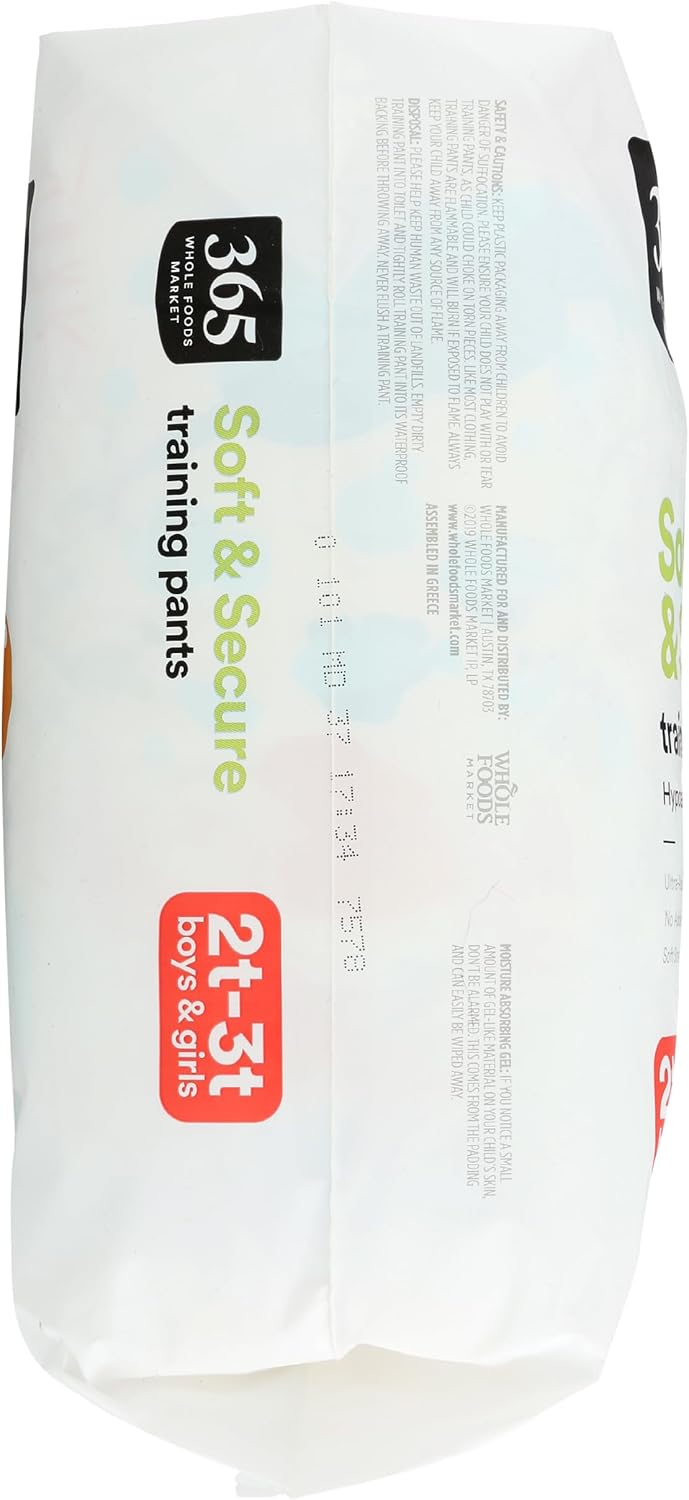 365
WHOLE FOODS
MARKET
Soft & Secure
training pants
2t-3t
boys & girls
0 101 MD 37 17:34 7578
SAFETY & CAUTIONS: KEEP PLASTIC PACKAGING AWAY FROM CHILDREN TO AVOID
DANGER OF SUFFOCATION. PLEASE ENSURE YOUR CHILD DOES NOT PLAY WITH OR TEAR
TRAINING PANTS, AS CHILD COULD CHOKE ON TORN PIECES. LIKE MOST CLOTHING,
TRAINING PANTS ARE FLAMMABLE AND WILL BURN IF EXPOSED TO FLAME. ALWAYS
KEEP YOUR CHILD AWAY FROM ANY SOURCE OF FLAME.
DISPOSAL: PLEASE HELP KEEP HUMAN WASTE OUT OF LANDFILLS. EMPTY DIRTY
TRAINING PANT INTO TOILET AND TIGHTLY ROLL TRAINING PANT INTO ITS WATERPROOF
BACKING BEFORE THROWING AWAY. NEVER FLUSH A TRAINING PANT.
MANUFACTURED FOR AND DISTRIBUTED BY:
WHOLE FOODS MARKET | AUSTIN, TX 78703
©2019 WHOLE FOODS MARKET IP, LP
www.wholefoodsmarket.com
ASSEMBLED IN GREECE
WHOLE
FOODS
MARKET
MOISTURE ABSORBING GEL: IF YOU NOTICE A SMALL
AMOUNT OF GEL-LIKE MATERIAL ON YOUR CHILD'S SKIN,
DON'T BE ALARMED. THIS COMES FROM THE PADDING
AND CAN EASILY BE WIPED AWAY.
&